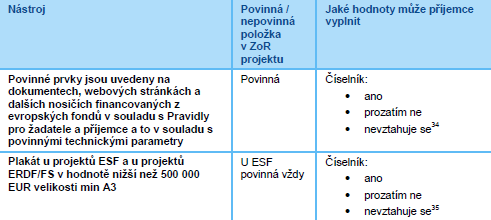 Nástroj
Povinná /
nepovinná
položka
v ZoR
projektu
Jaké hodnoty může příjemce
vyplnit
Povinné prvky jsou uvedeny na
dokumentech, webových stránkách a
dalších nosičích financovaných z
evropských fondů v souladu s Pravidly
pro žadatele a příjemce a to v souladu s
povinnými technickými parametry
Povinná
Číselník:
• ano
• prozatím ne
• nevztahuje se34
Plakát u projektů ESF a u projektů
ERDF/FS v hodnotě nižší než 500 000
EUR velikosti min A3
U ESF
povinná vždy
Číselník:
• ano
• prozatím ne
• nevztahuje se35